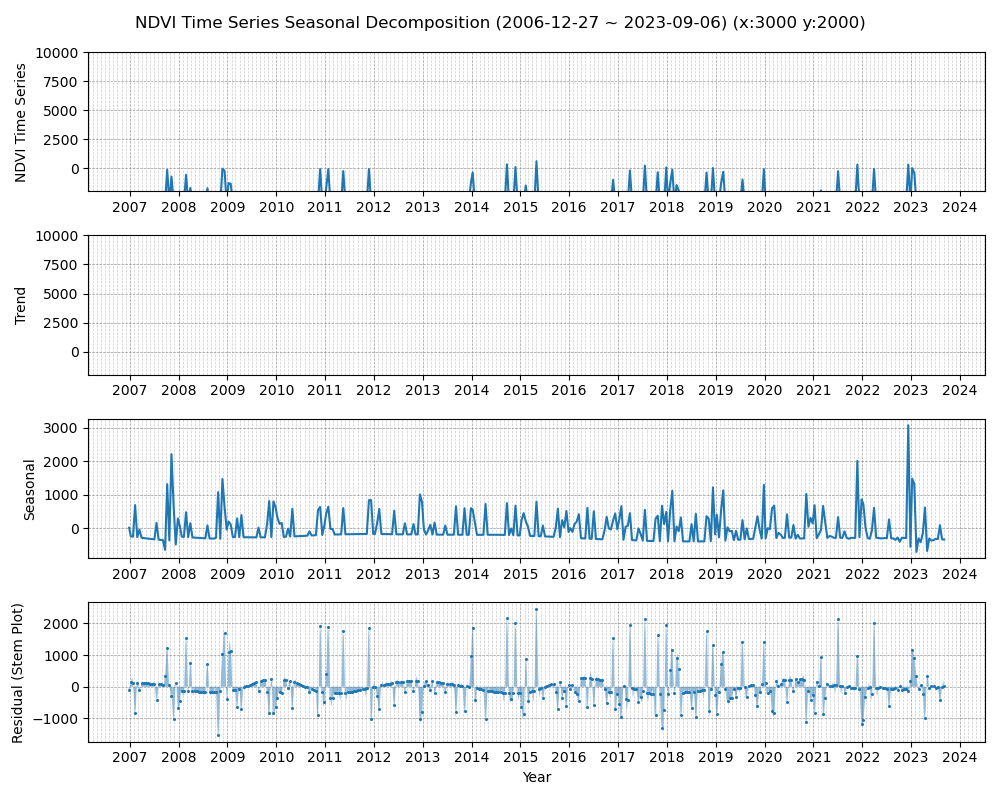 NDVI Time Series Seasonal Decomposition (2006-12-27 ~ 2023-09-06) (x:3000 y:2000)
NDVI Time Series
10000
7500
5000
2500
0
2007 2008 2009 2010 2011 2012 2013 2014 2015 2016 2017 2018 2019 2020 2021 2022 2023 2024
Trend
10000
7500
5000
2500
0
2007 2008 2009 2010 2011 2012 2013 2014 2015 2016 2017 2018 2019 2020 2021 2022 2023 2024
Seasonal
3000
2000
1000
0
2007 2008 2009 2010 2011 2012 2013 2014 2015 2016 2017 2018 2019 2020 2021 2022 2023 2024
Residual (Stem Plot)
2000
1000
0
−1000
2007 2008 2009 2010 2011 2012 2013 2014 2015 2016 2017 2018 2019 2020 2021 2022 2023 2024
Year